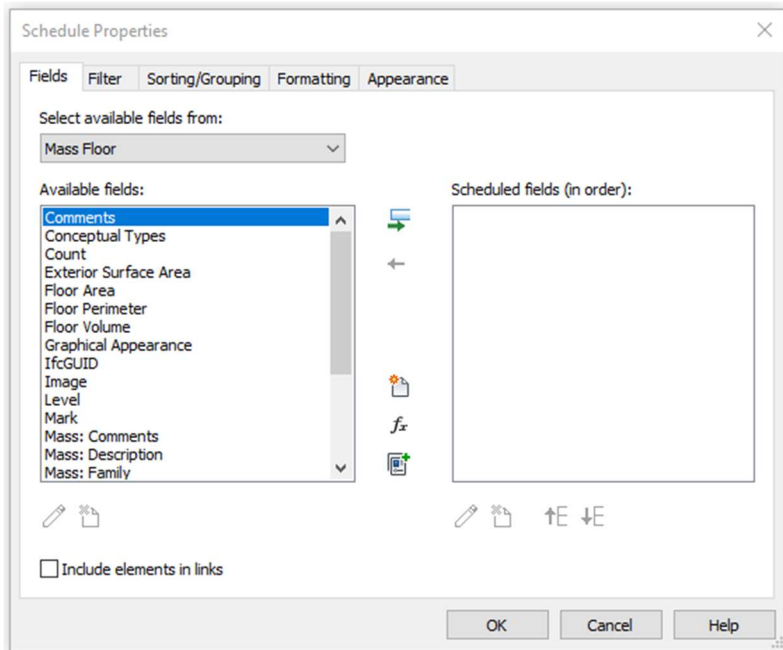 Schedule Properties
Fields Filter Sorting/Grouping Formatting Appearance
Select available fields from:
Mass Floor
Available fields:
Scheduled fields (in order):
Comments
Conceptual Types
Count
Exterior Surface Area
Floor Area
Floor Perimeter
Floor Volume
Graphical Appearance
IfcGUID
Image
Level
Mark
Mass: Comments
Mass: Description
Mass: Family
fx
Include elements in links
OK Cancel Help